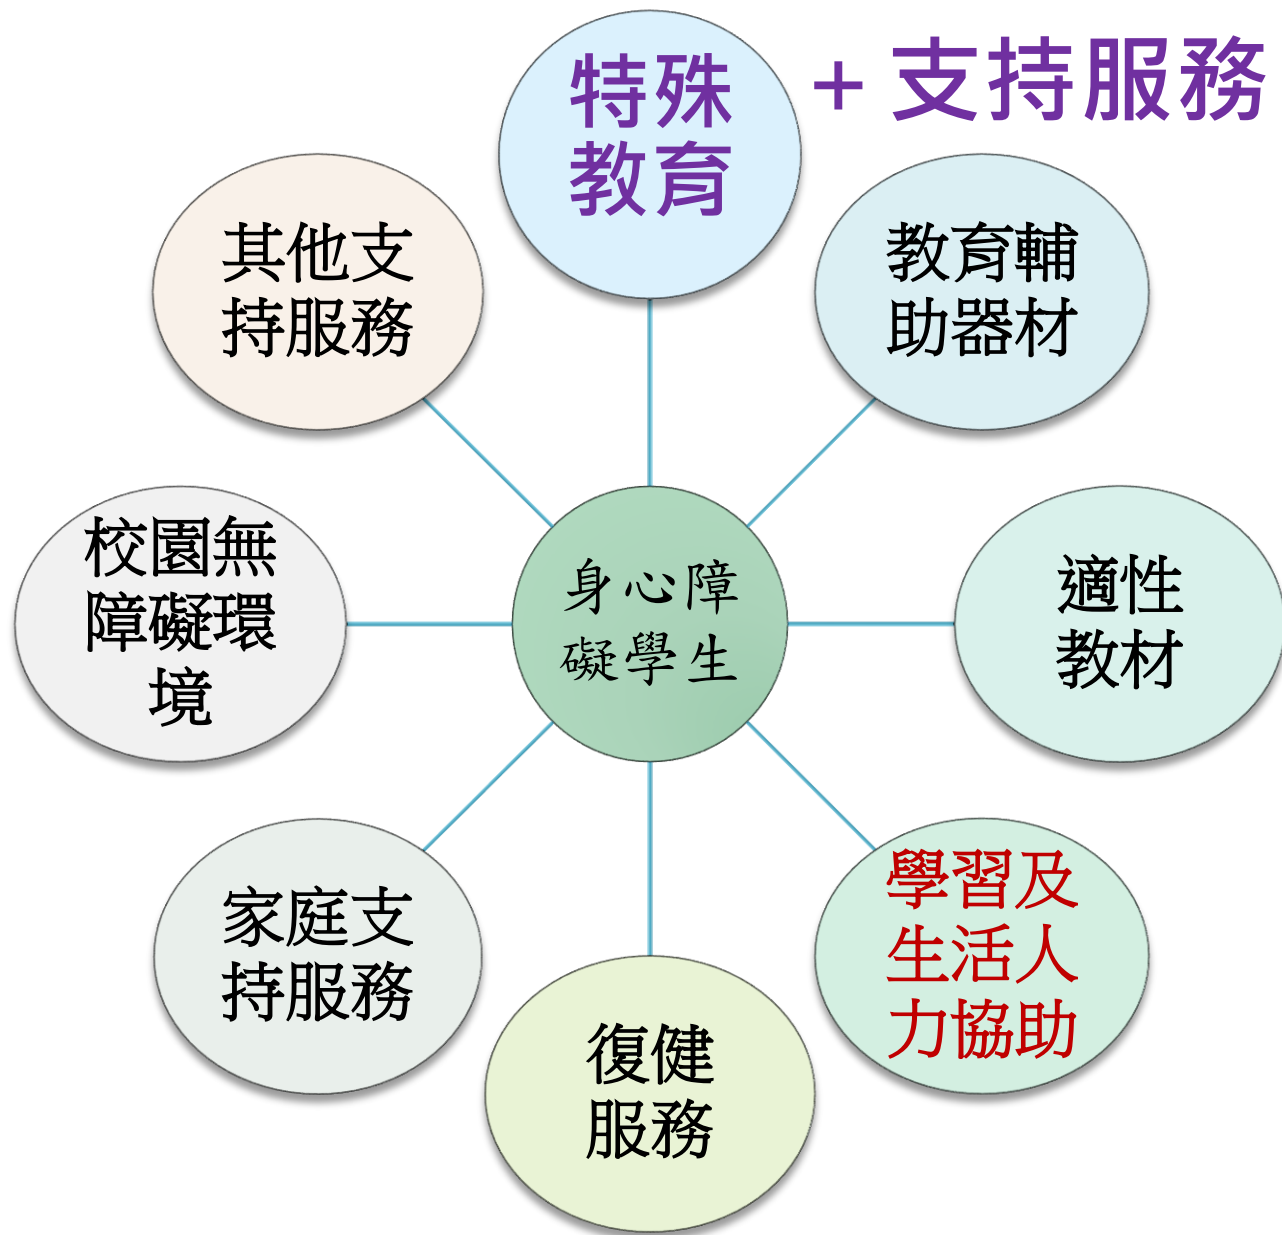 特殊
教育
+ 支持服務
教育輔
助器材
適性
教材
學習及
生活人
力協助
復健
服務
家庭支
持服務
校園無
障礙環
境
其他支
持服務
身心障
礙學生